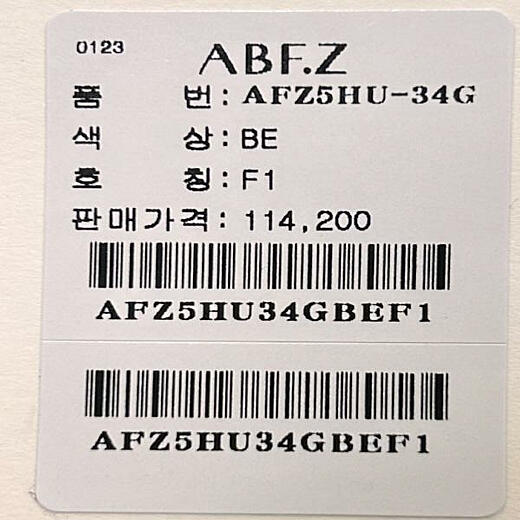 0123
ABF.Z
품 번 : AFZ5HU-34G
색 상 : BE
호 칭 : F1
판매가격 : 114,200
AFZ5HU34GBEF1
AFZ5HU34GBEF1